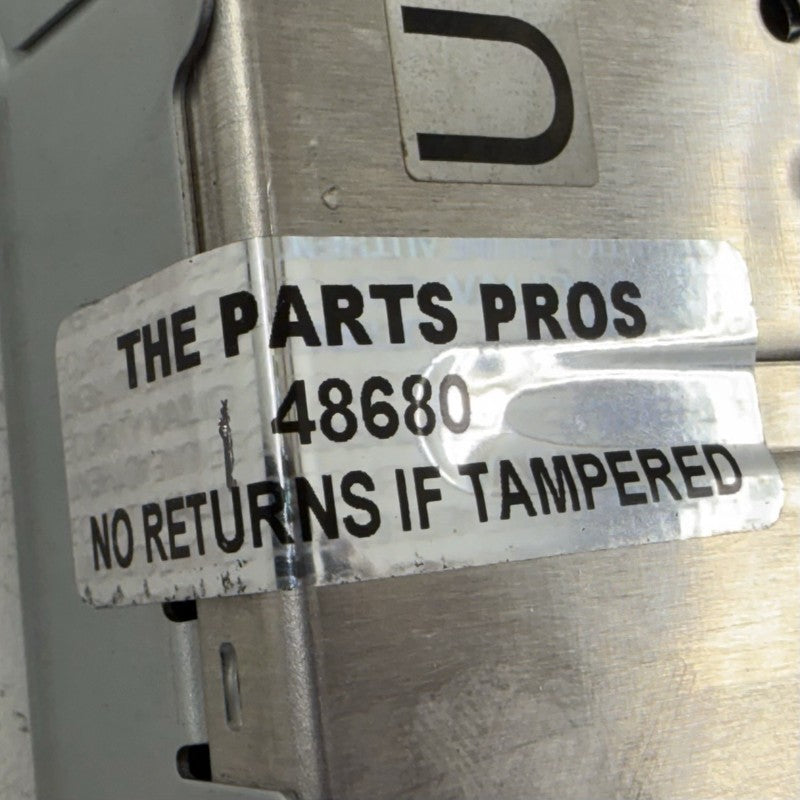 U
THE PARTS PROS
48680
NO RETURNS IF TAMPERED